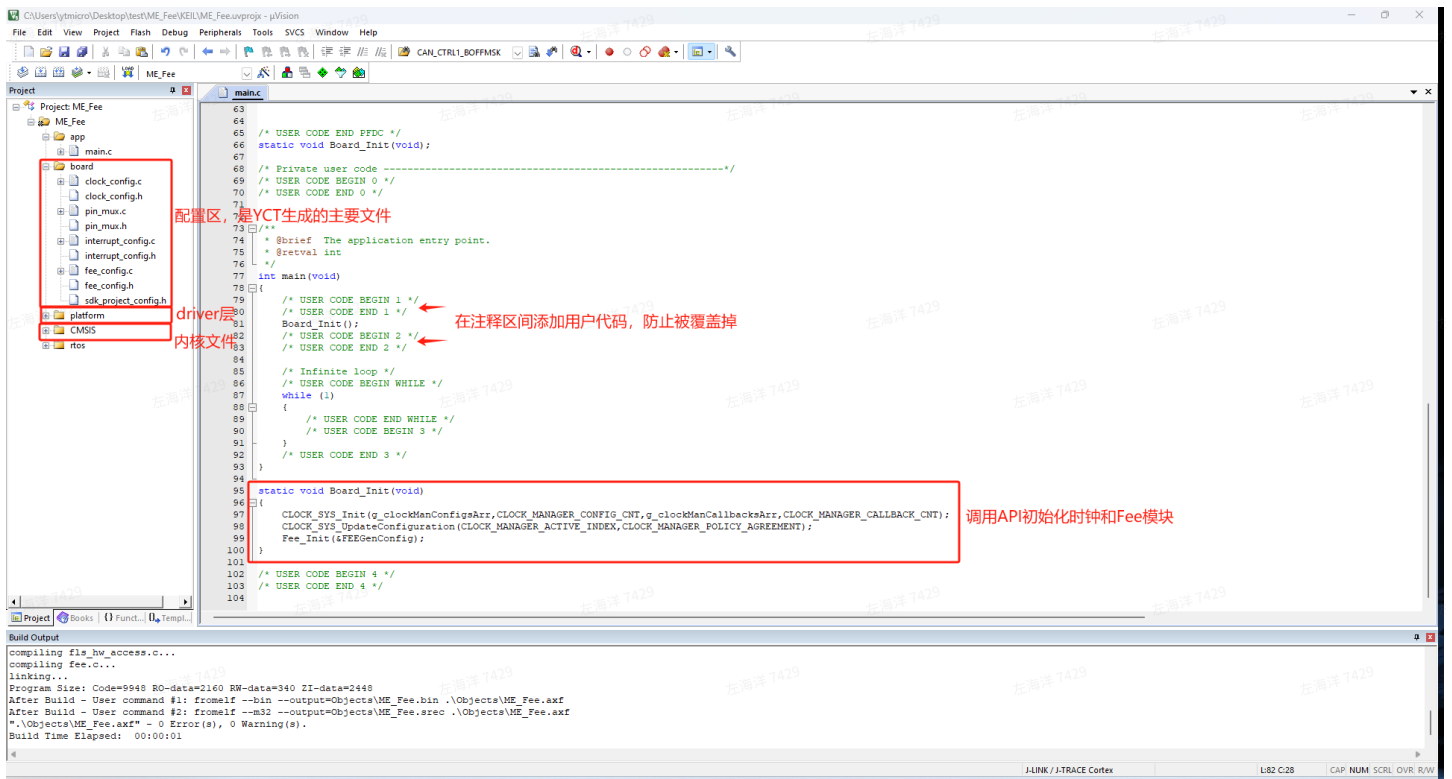 C:\Users\ytmicro\Desktop\test\ME_Fee\KEIL\ME_Fee.uvprojx - µVision
File Edit View Project Flash Debug Peripherals Tools SVCS Window Help
CAN_CTRL1_BOFFMSK
LOAD
ME_Fee
Project
main.c
Project: ME_Fee
ME_Fee
app
main.c
board
clock_config.c
clock_config.h
pin_mux.c
pin_mux.h
interrupt_config.c
interrupt_config.h
fee_config.c
fee_config.h
sdk_project_config.h
platform
CMSIS
rtos
配置区，是YCT生成的主要文件
driver层
内核文件
63
64
65 /* USER CODE END PFDC */
66 static void Board_Init(void);
67
68 /* Private user code ---------------------------------------------------------*/
69 /* USER CODE BEGIN 0 */
70 /* USER CODE END 0 */
71
73 /**
74 * @brief The application entry point.
75 * @retval int
76 */
77 int main(void)
78 {
79 /* USER CODE BEGIN 1 */
80 /* USER CODE END 1 */
81 Board_Init();
82 /* USER CODE BEGIN 2 */
83 /* USER CODE END 2 */
84
85 /* Infinite loop */
86 /* USER CODE BEGIN WHILE */
87 while (1)
88 {
89 /* USER CODE END WHILE */
90 /* USER CODE BEGIN 3 */
91 }
92 /* USER CODE END 3 */
93 }
94
95 static void Board_Init(void)
96 {
97 CLOCK_SYS_Init(g_clockManConfigsArr,CLOCK_MANAGER_CONFIG_CNT,g_clockManCallbacksArr,CLOCK_MANAGER_CALLBACK_CNT);
98 CLOCK_SYS_UpdateConfiguration(CLOCK_MANAGER_ACTIVE_INDEX,CLOCK_MANAGER_POLICY_AGREEMENT);
99 Fee_Init(&FEEGenConfig);
100 }
101
102 /* USER CODE BEGIN 4 */
103 /* USER CODE END 4 */
104
在注释区间添加用户代码，防止被覆盖掉
调用API初始化时钟和Fee模块
Project Books {} Funct... Templ...
Build Output
compiling fls_hw_access.c...
compiling fee.c...
linking...
Program Size: Code=9948 RO-data=2160 RW-data=340 ZI-data=2448
After Build - User command #1: fromelf --bin --output=Objects\ME_Fee.bin .\Objects\ME_Fee.axf
After Build - User command #2: fromelf --m32 --output=Objects\ME_Fee.srec .\Objects\ME_Fee.axf
".\Objects\ME_Fee.axf" - 0 Error(s), 0 Warning(s).
Build Time Elapsed: 00:00:01
J-LINK / J-TRACE Cortex L:82 C:28 CAP NUM SCRL OVR R/W
左海洋 7429